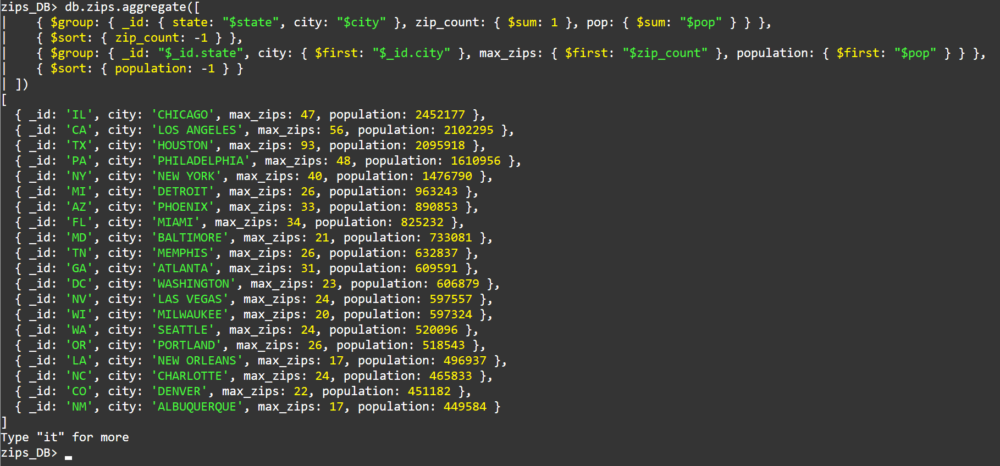 zips_DB> db.zips.aggregate([
|    { $group: { _id: { state: "$state", city: "$city" }, zip_count: { $sum: 1 }, pop: { $sum: "$pop" } } },
|    { $sort: { zip_count: -1 } },
|    { $group: { _id: "$_id.state", city: { $first: "$_id.city" }, max_zips: { $first: "$zip_count" }, population: { $first: "$pop" } } },
|    { $sort: { population: -1 } }
| ])
[
  { _id: 'IL', city: 'CHICAGO', max_zips: 47, population: 2452177 },
  { _id: 'CA', city: 'LOS ANGELES', max_zips: 56, population: 2102295 },
  { _id: 'TX', city: 'HOUSTON', max_zips: 93, population: 2095918 },
  { _id: 'PA', city: 'PHILADELPHIA', max_zips: 48, population: 1610956 },
  { _id: 'NY', city: 'NEW YORK', max_zips: 40, population: 1476790 },
  { _id: 'MI', city: 'DETROIT', max_zips: 26, population: 963243 },
  { _id: 'AZ', city: 'PHOENIX', max_zips: 33, population: 890853 },
  { _id: 'FL', city: 'MIAMI', max_zips: 34, population: 825232 },
  { _id: 'MD', city: 'BALTIMORE', max_zips: 21, population: 733081 },
  { _id: 'TN', city: 'MEMPHIS', max_zips: 26, population: 632837 },
  { _id: 'GA', city: 'ATLANTA', max_zips: 31, population: 609591 },
  { _id: 'DC', city: 'WASHINGTON', max_zips: 23, population: 606879 },
  { _id: 'NV', city: 'LAS VEGAS', max_zips: 24, population: 597557 },
  { _id: 'WI', city: 'MILWAUKEE', max_zips: 20, population: 597324 },
  { _id: 'WA', city: 'SEATTLE', max_zips: 24, population: 520096 },
  { _id: 'OR', city: 'PORTLAND', max_zips: 26, population: 518543 },
  { _id: 'LA', city: 'NEW ORLEANS', max_zips: 17, population: 496937 },
  { _id: 'NC', city: 'CHARLOTTE', max_zips: 24, population: 465833 },
  { _id: 'CO', city: 'DENVER', max_zips: 22, population: 451182 },
  { _id: 'NM', city: 'ALBUQUERQUE', max_zips: 17, population: 449584 }
]
Type "it" for more
zips_DB>